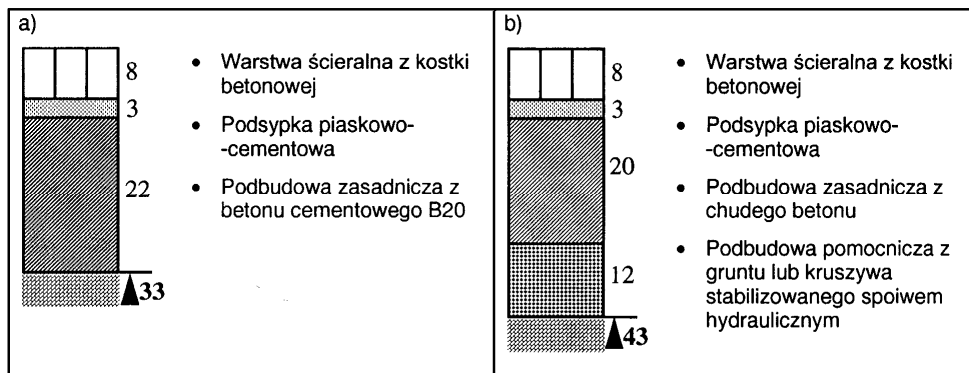 a)
8
3
22
33
• Warstwa ścieralna z kostki
betonowej
• Podsypka piaskowo-
-cementowa
• Podbudowa zasadnicza z
betonu cementowego B20
b)
8
3
20
12
43
• Warstwa ścieralna z kostki
betonowej
• Podsypka piaskowo-
-cementowa
• Podbudowa zasadnicza z
chudego betonu
• Podbudowa pomocnicza z
gruntu lub kruszywa
stabilizowanego spoiwem
hydraulicznym